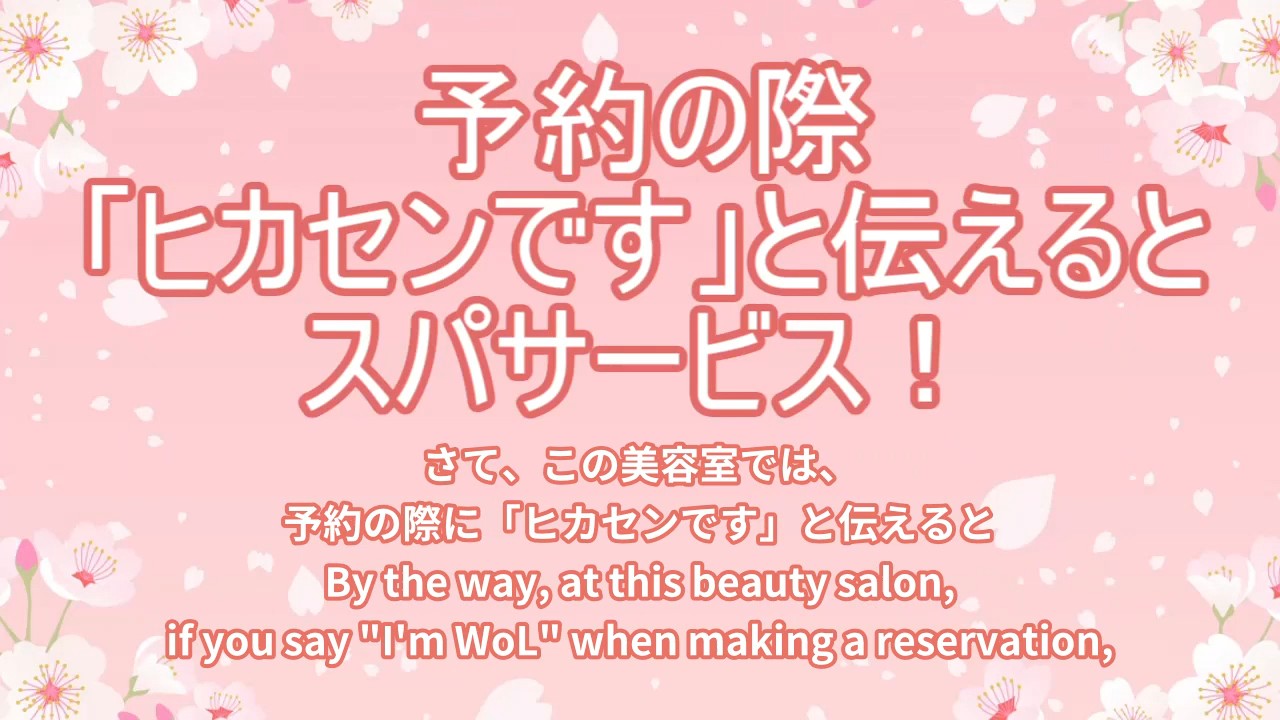 予約の際
「ヒカセンです」と伝えると
スパサービス！
さて、この美容室では、
予約の際に「ヒカセンです」と伝えると
By the way, at this beauty salon,
if you say "I'm WoL" when making a reservation,